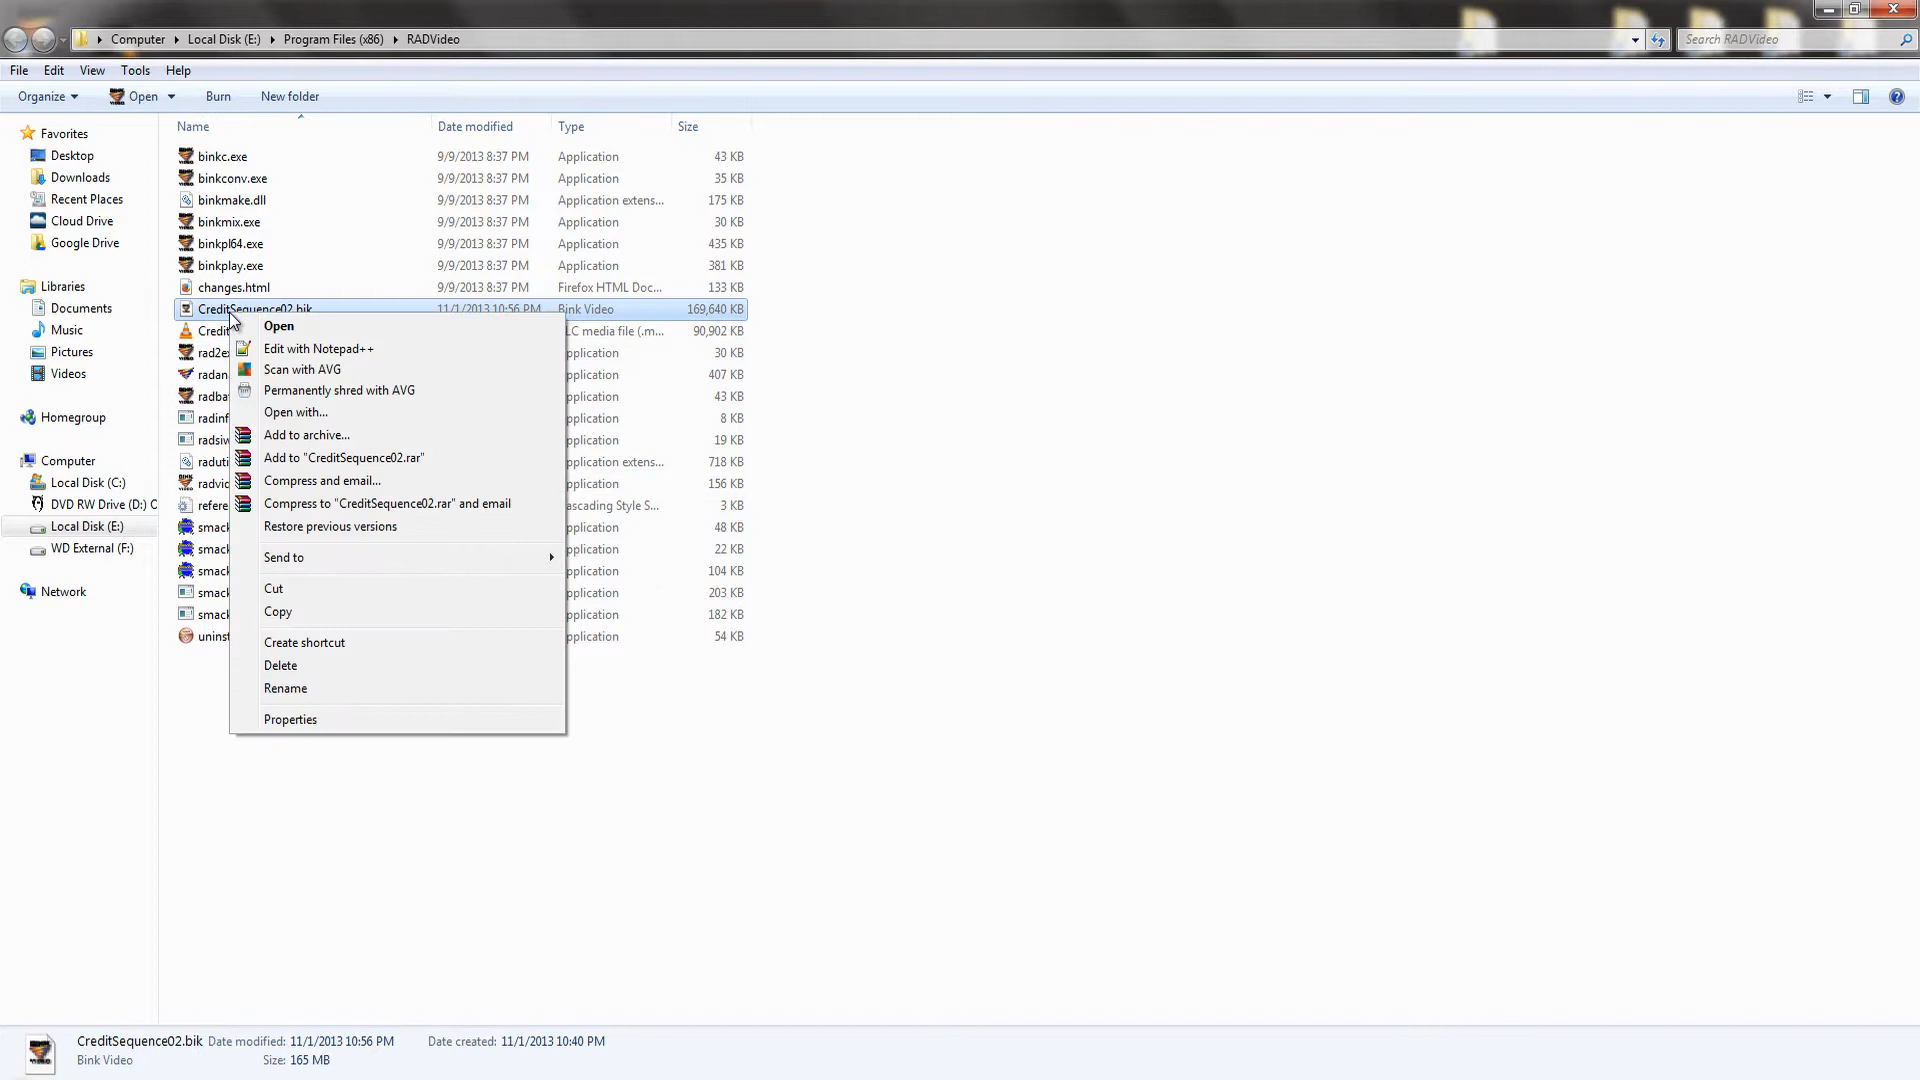 Computer Local Disk (E:) Program Files (x86) RADVideo
Search RADVideo
File Edit View Tools Help
Organize Open Burn New folder
Name Date modified Type Size
Favorites
Desktop
Downloads
Recent Places
Cloud Drive
Google Drive
Libraries
Documents
Music
Pictures
Videos
Homegroup
Computer
Local Disk (C:)
DVD RW Drive (D:) C
Local Disk (E:)
WD External (F:)
Network
binkc.exe 9/9/2013 8:37 PM Application 43 KB
binkconv.exe 9/9/2013 8:37 PM Application 35 KB
binkmake.dll 9/9/2013 8:37 PM Application extens... 175 KB
binkmix.exe 9/9/2013 8:37 PM Application 30 KB
binkpl64.exe 9/9/2013 8:37 PM Application 435 KB
binkplay.exe 9/9/2013 8:37 PM Application 381 KB
changes.html 9/9/2013 8:37 PM Firefox HTML Doc... 133 KB
CreditSequence02.bik 11/1/2013 10:56 PM Bink Video 169,640 KB
Credit LC media file (.m... 90,902 KB
rad2ex pplication 30 KB
radan pplication 407 KB
radba pplication 43 KB
radinf pplication 8 KB
radsiw pplication 19 KB
raduti pplication extens... 718 KB
radvid pplication 156 KB
refere ascading Style S... 3 KB
smack pplication 48 KB
smack pplication 22 KB
smack pplication 104 KB
smack pplication 203 KB
smack pplication 182 KB
uninst pplication 54 KB
Open
Edit with Notepad++
Scan with AVG
Permanently shred with AVG
Open with...
Add to archive...
Add to "CreditSequence02.rar"
Compress and email...
Compress to "CreditSequence02.rar" and email
Restore previous versions
Send to
Cut
Copy
Create shortcut
Delete
Rename
Properties
CreditSequence02.bik Date modified: 11/1/2013 10:56 PM Date created: 11/1/2013 10:40 PM
Bink Video Size: 165 MB